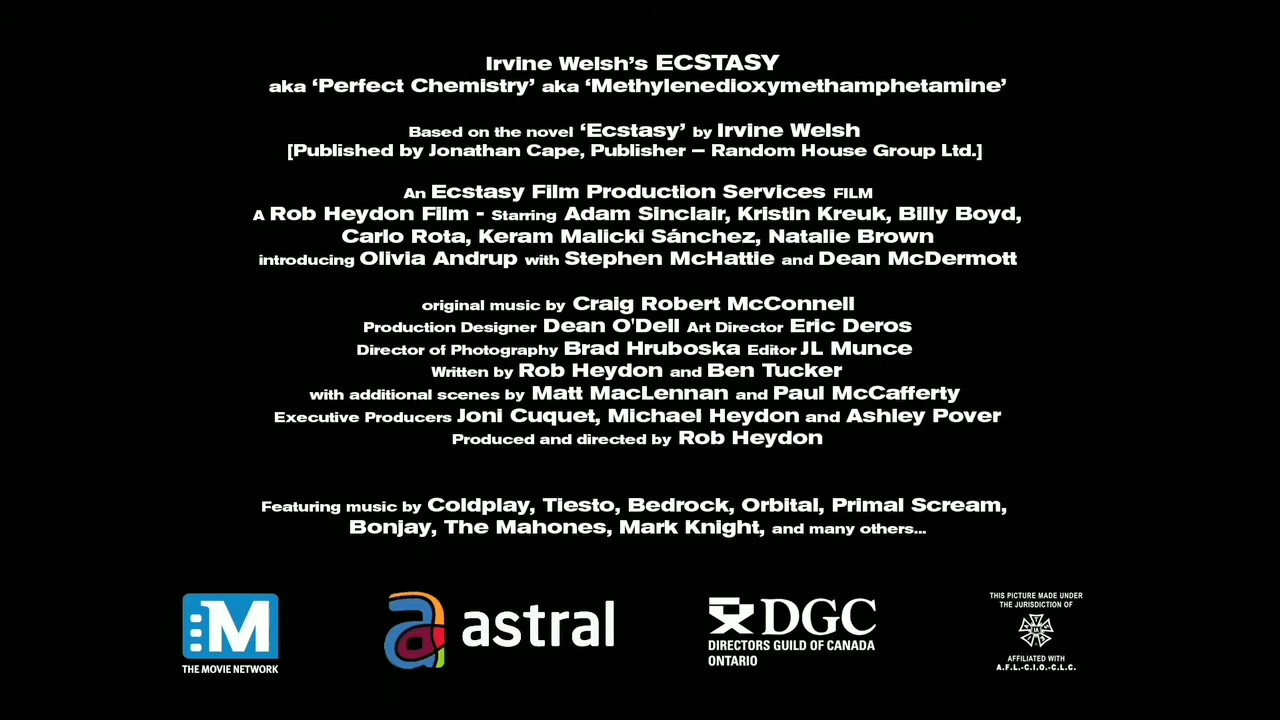 Irvine Welsh's ECSTASY
aka ‘Perfect Chemistry’ aka ‘Methylenedioxymethamphetamine’
Based on the novel ‘Ecstasy’ by Irvine Welsh
[Published by Jonathan Cape, Publisher – Random House Group Ltd.]
An Ecstasy Film Production Services FILM
A Rob Heydon Film - Starring Adam Sinclair, Kristin Kreuk, Billy Boyd,
Carlo Rota, Keram Malicki Sánchez, Natalie Brown
introducing Olivia Andrup with Stephen McHattie and Dean McDermott
original music by Craig Robert McConnell
Production Designer Dean O'Dell Art Director Eric Deros
Director of Photography Brad Hruboska Editor JL Munce
Written by Rob Heydon and Ben Tucker
with additional scenes by Matt MacLennan and Paul McCafferty
Executive Producers Joni Cuquet, Michael Heydon and Ashley Pover
Produced and directed by Rob Heydon
Featuring music by Coldplay, Tiesto, Bedrock, Orbital, Primal Scream,
Bonjay, The Mahones, Mark Knight, and many others...
M
THE MOVIE NETWORK
astral
DGC
DIRECTORS GUILD OF CANADA
ONTARIO
THIS PICTURE MADE UNDER
THE JURISDICTION OF
AFFILIATED WITH
A.F.L.-C.I.O.-C.L.C.